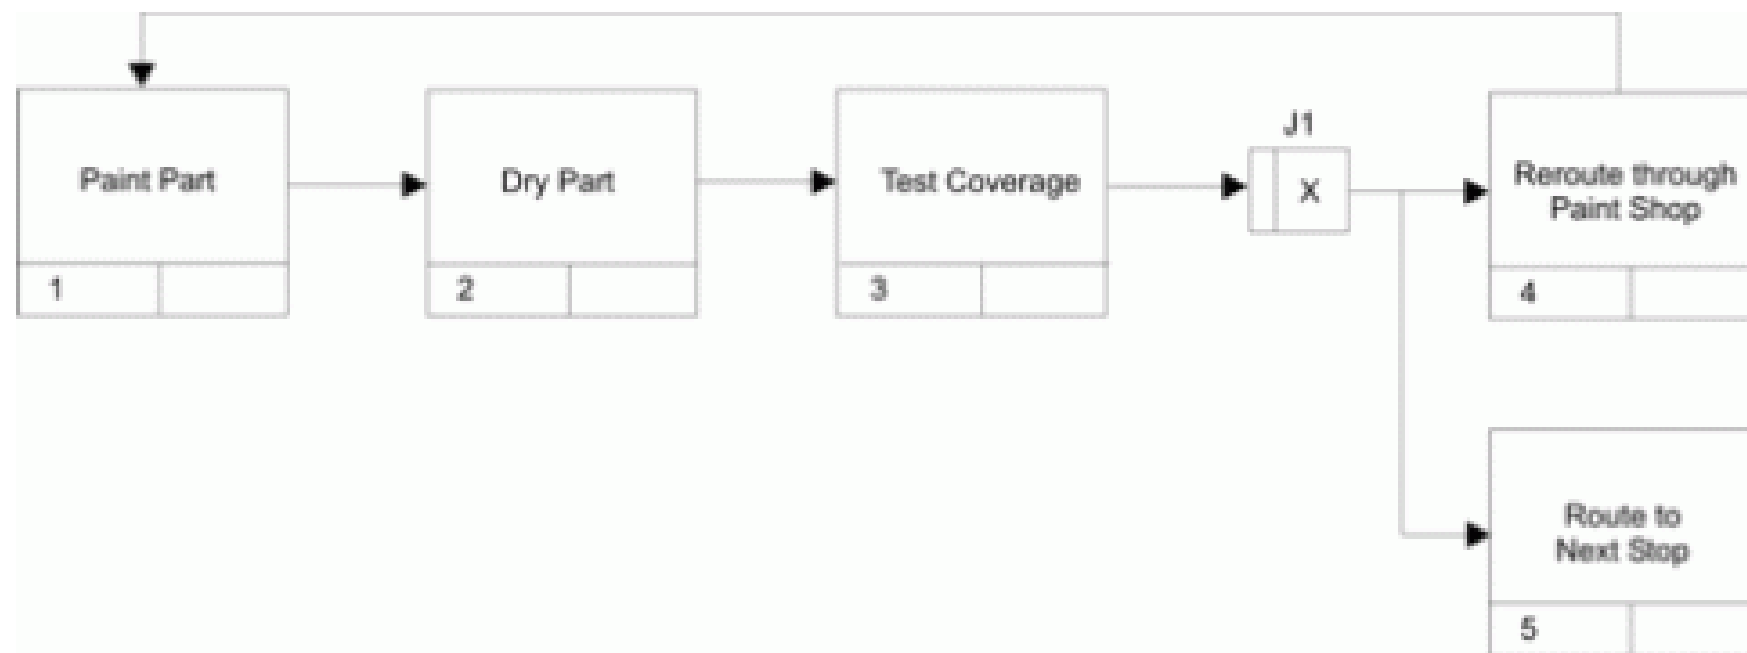 Paint Part
1
Dry Part
2
Test Coverage
3
J1
X
Reroute through
Paint Shop
4
Route to
Next Stop
5